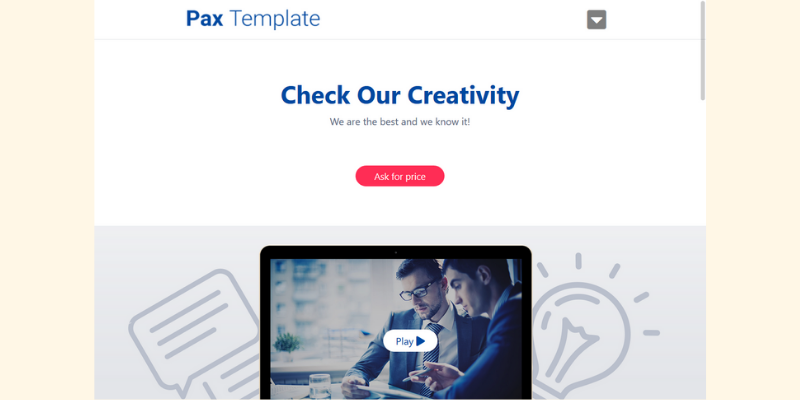 Pax Template
Check Our Creativity
We are the best and we know it!
Ask for price
Play